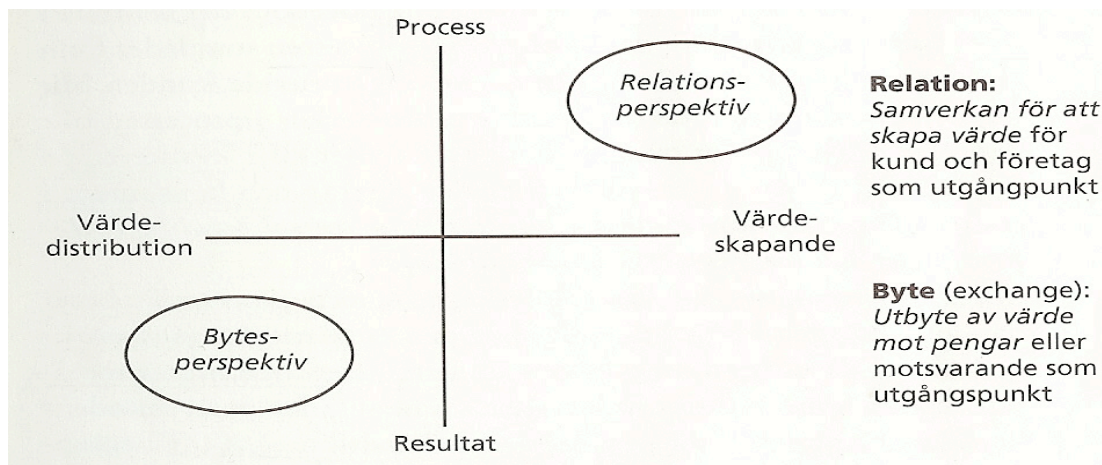 Process
Relations-
perspektiv
Relation:
Samverkan för att
skapa värde för
kund och företag
som utgångpunkt
Värde-
distribution
Värde-
skapande
Byte (exchange):
Utbyte av värde
mot pengar eller
motsvarande som
utgångspunkt
Bytes-
perspektiv
Resultat